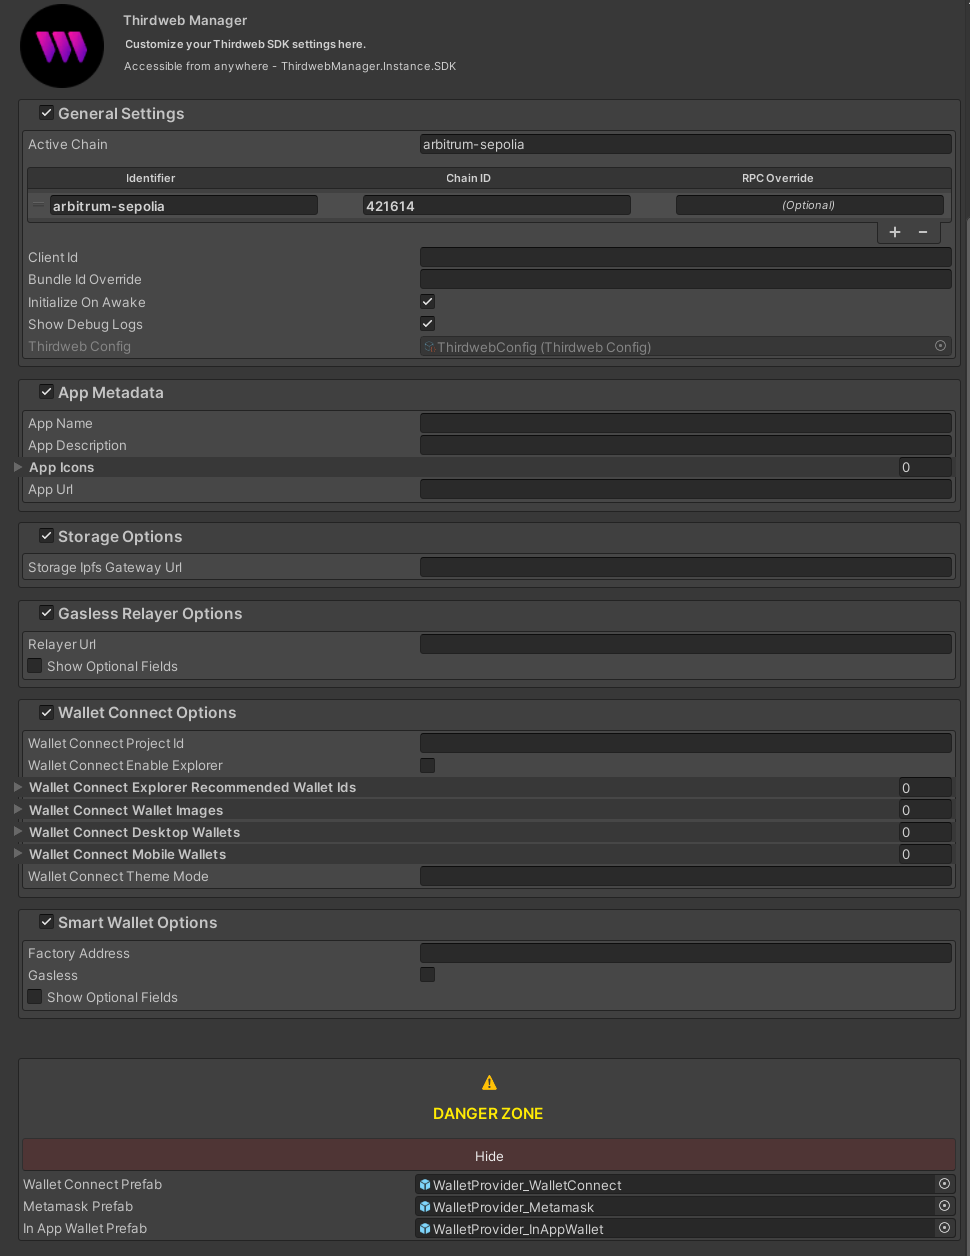 Thirdweb Manager
Customize your Thirdweb SDK settings here.
Accessible from anywhere - ThirdwebManager.Instance.SDK
General Settings
Active Chain arbitrum-sepolia
Identifier Chain ID RPC Override
arbitrum-sepolia 421614 (Optional)
+ −
Client Id
Bundle Id Override
Initialize On Awake
Show Debug Logs
Thirdweb Config ThirdwebConfig (Thirdweb Config)
App Metadata
App Name
App Description
App Icons 0
App Url
Storage Options
Storage Ipfs Gateway Url
Gasless Relayer Options
Relayer Url
Show Optional Fields
Wallet Connect Options
Wallet Connect Project Id
Wallet Connect Enable Explorer
Wallet Connect Explorer Recommended Wallet Ids 0
Wallet Connect Wallet Images 0
Wallet Connect Desktop Wallets 0
Wallet Connect Mobile Wallets 0
Wallet Connect Theme Mode
Smart Wallet Options
Factory Address
Gasless
Show Optional Fields
DANGER ZONE
Hide
Wallet Connect Prefab WalletProvider_WalletConnect
Metamask Prefab WalletProvider_Metamask
In App Wallet Prefab WalletProvider_InAppWallet